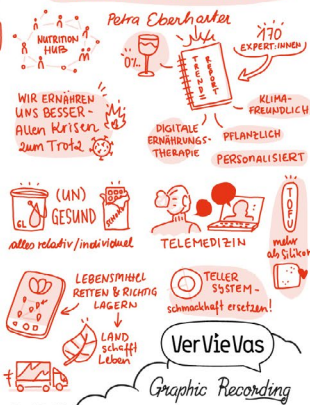 Petra Eberharter
NUTRITION
HUB
0%
TREND
REPORT
170
EXPERT:INNEN
WIR ERNÄHREN
UNS BESSER-
Allen Krisen
zum Trotz
KLIMA-
FREUNDLICH
DIGITALE
ERNÄHRUNGS-
THERAPIE
PFLANZLICH
PERSONALISIERT
GL
(UN)
GESUND
alles relativ/individuell
TELEMEDIZIN
TOFU
mehr
als Silikon
LEBENSMITTEL
RETTEN & RICHTIG
LAGERN
LAND
schafft
Leben
TELLER
SYSTEM-
schmackhaft ersetzen!
VerVieVas
Graphic Recording